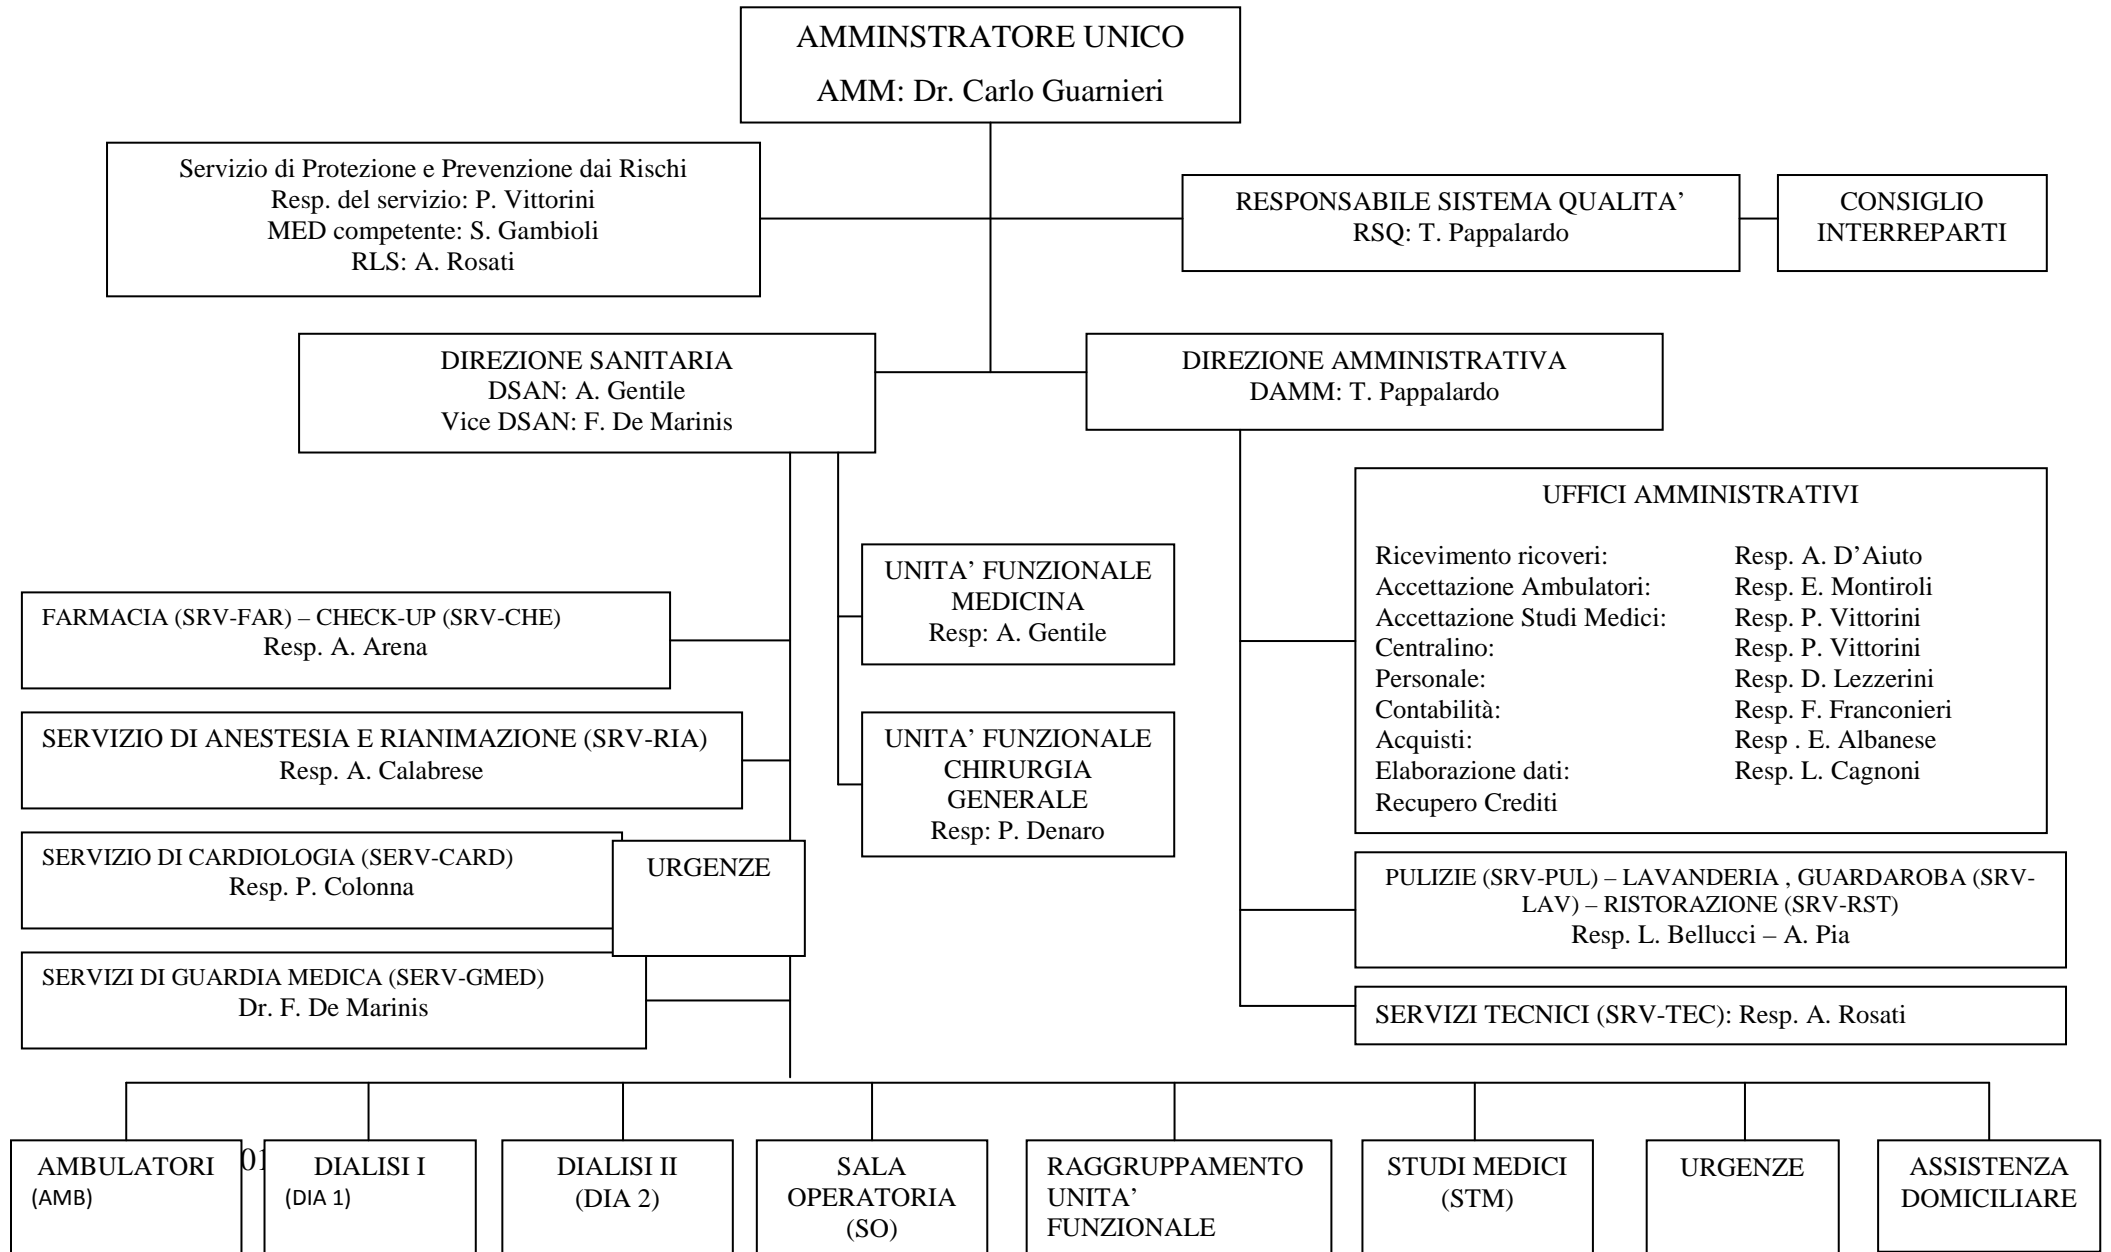 AMMINSTRATORE UNICO
AMM: Dr. Carlo Guarnieri
Servizio di Protezione e Prevenzione dai Rischi
Resp. del servizio: P. Vittorini
MED competente: S. Gambioli
RLS: A. Rosati
RESPONSABILE SISTEMA QUALITA’
RSQ: T. Pappalardo
CONSIGLIO
INTERREPARTI
DIREZIONE SANITARIA
DSAN: A. Gentile
Vice DSAN: F. De Marinis
DIREZIONE AMMINISTRATIVA
DAMM: T. Pappalardo
UFFICI AMMINISTRATIVI
Ricevimento ricoveri: Resp. A. D’Aiuto
Accettazione Ambulatori: Resp. E. Montiroli
Accettazione Studi Medici: Resp. P. Vittorini
Centralino: Resp. P. Vittorini
Personale: Resp. D. Lezzerini
Contabilità: Resp. F. Franconieri
Acquisti: Resp . E. Albanese
Elaborazione dati: Resp. L. Cagnoni
Recupero Crediti
UNITA’ FUNZIONALE
MEDICINA
Resp: A. Gentile
FARMACIA (SRV-FAR) – CHECK-UP (SRV-CHE)
Resp. A. Arena
UNITA’ FUNZIONALE
CHIRURGIA
GENERALE
Resp: P. Denaro
SERVIZIO DI ANESTESIA E RIANIMAZIONE (SRV-RIA)
Resp. A. Calabrese
SERVIZIO DI CARDIOLOGIA (SERV-CARD)
Resp. P. Colonna
URGENZE
PULIZIE (SRV-PUL) – LAVANDERIA , GUARDAROBA (SRV-
LAV) – RISTORAZIONE (SRV-RST)
Resp. L. Bellucci – A. Pia
SERVIZI DI GUARDIA MEDICA (SERV-GMED)
Dr. F. De Marinis
SERVIZI TECNICI (SRV-TEC): Resp. A. Rosati
AMBULATORI
(AMB)
DIALISI I
(DIA 1)
DIALISI II
(DIA 2)
SALA
OPERATORIA
(SO)
RAGGRUPPAMENTO
UNITA’
FUNZIONALE
STUDI MEDICI
(STM)
URGENZE
ASSISTENZA
DOMICILIARE